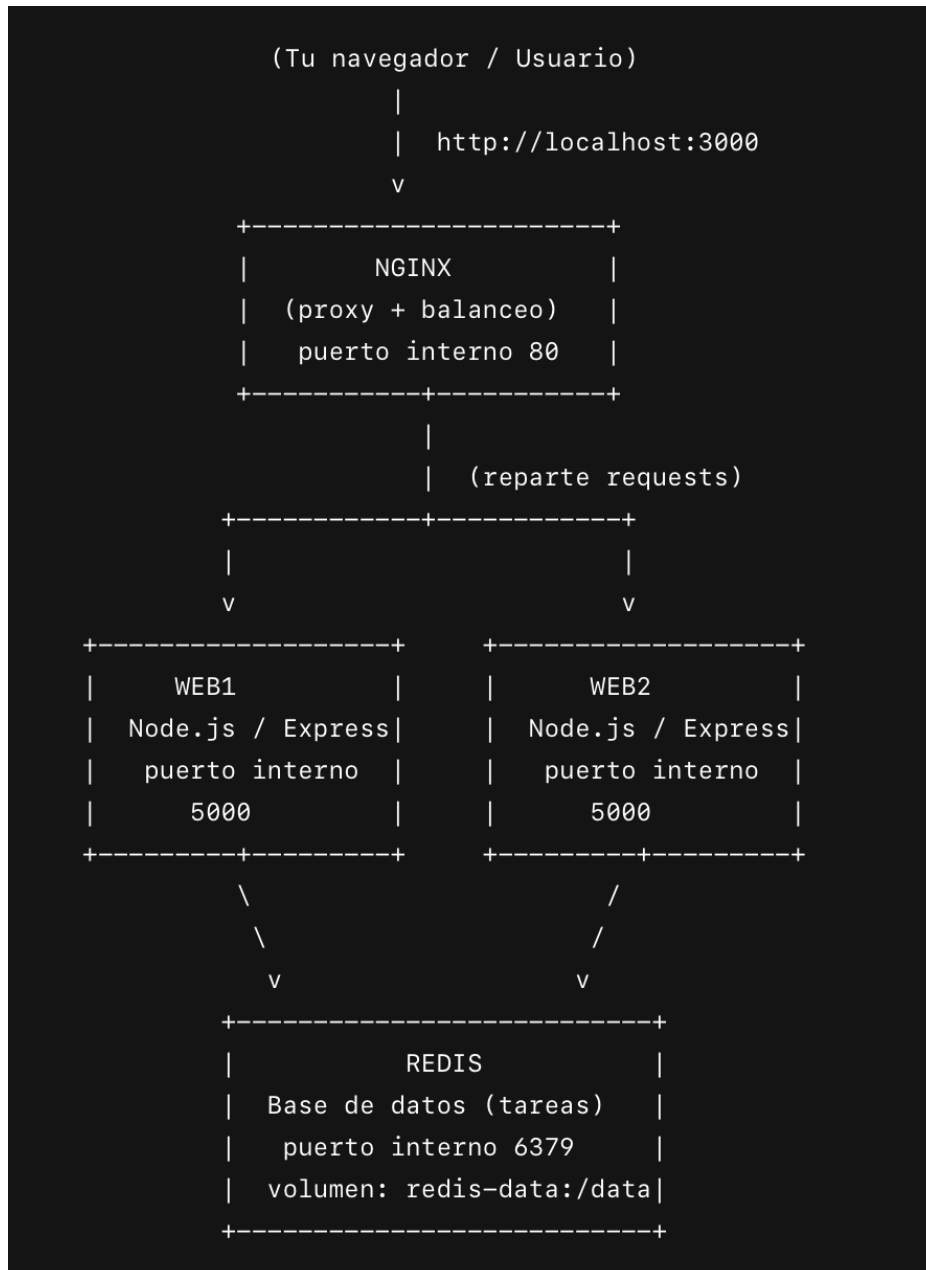 (Tu navegador / Usuario)
|
| http://localhost:3000
v
+-----------------------+
| NGINX |
| (proxy + balanceo) |
| puerto interno 80 |
+-----------+-----------+
|
| (reparte requests)
+------------+------------+
| |
v v
+-------------------+ +-------------------+
| WEB1 | | WEB2 |
| Node.js / Express| | Node.js / Express|
| puerto interno | | puerto interno |
| 5000 | | 5000 |
+---------+---------+ +---------+---------+
\ /
\ /
v v
+---------------------------+
| REDIS |
| Base de datos (tareas) |
| puerto interno 6379 |
| volumen: redis-data:/data|
+---------------------------+